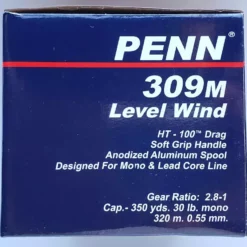 PENN®
309M
Level Wind
HT - 100™ Drag
Soft Grip Handle
Anodized Aluminum Spool
Designed For Mono & Lead Core Line
Gear Ratio: 2.8-1
Cap.- 350 yds. 30 lb. mono
320 m. 0.55 mm.